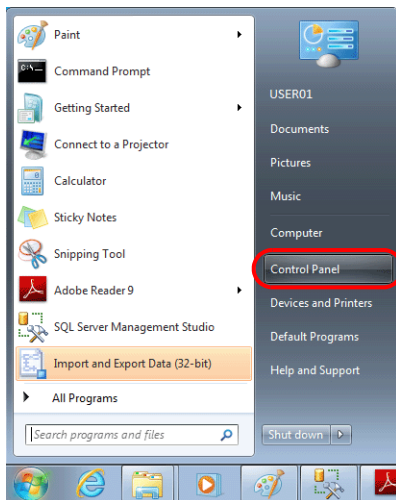 Paint
C:\
Command Prompt
Getting Started
Connect to a Projector
Calculator
Sticky Notes
Snipping Tool
Adobe Reader 9
SQL Server Management Studio
Import and Export Data (32-bit)
All Programs
Search programs and files
USER01
Documents
Pictures
Music
Computer
Control Panel
Devices and Printers
Default Programs
Help and Support
Shut down